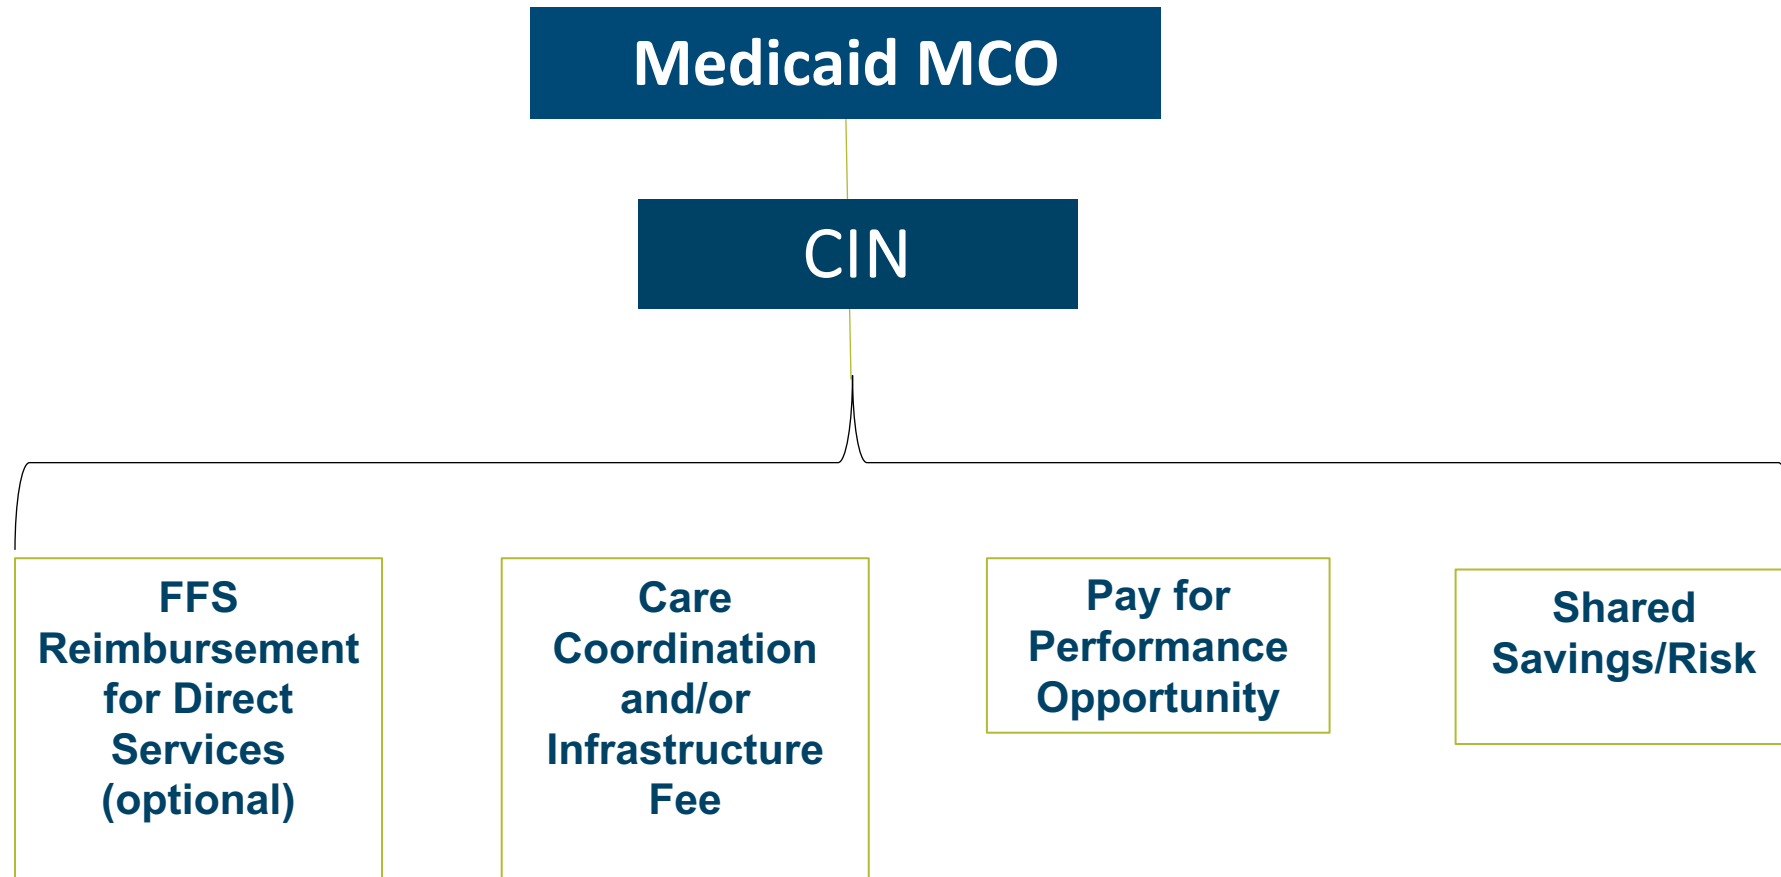 Medicaid MCO
CIN
FFS
Reimbursement
for Direct
Services
(optional)
Care
Coordination
and/or
Infrastructure
Fee
Pay for
Performance
Opportunity
Shared
Savings/Risk